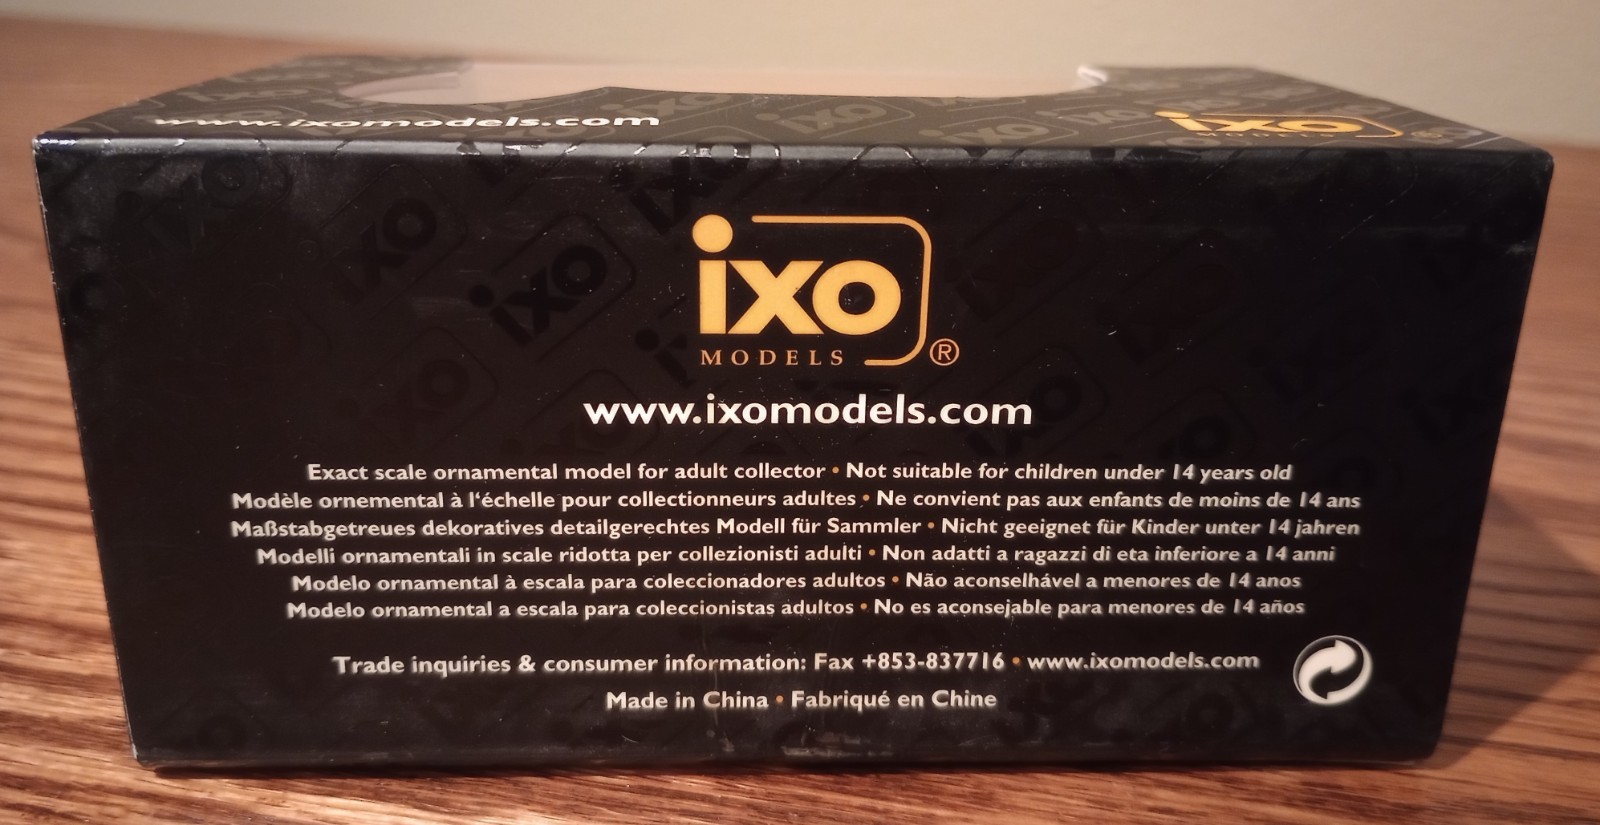 www.ixomodels.com
ixo
MODELS
ixo
MODELS
®
www.ixomodels.com
Exact scale ornamental model for adult collector • Not suitable for children under 14 years old
Modèle ornemental à l'échelle pour collectionneurs adultes • Ne convient pas aux enfants de moins de 14 ans
Maßstabgetreues dekoratives detailgerechtes Modell für Sammler • Nicht geeignet für Kinder unter 14 jahren
Modelli ornamentali in scale ridotta per collezionisti adulti • Non adatti a ragazzi di eta inferiore a 14 anni
Modelo ornamental à escala para coleccionadores adultos • Não aconselhável a menores de 14 anos
Modelo ornamental a escala para coleccionistas adultos • No es aconsejable para menores de 14 años
Trade inquiries & consumer information: Fax +853-837716 • www.ixomodels.com
Made in China • Fabriqué en Chine